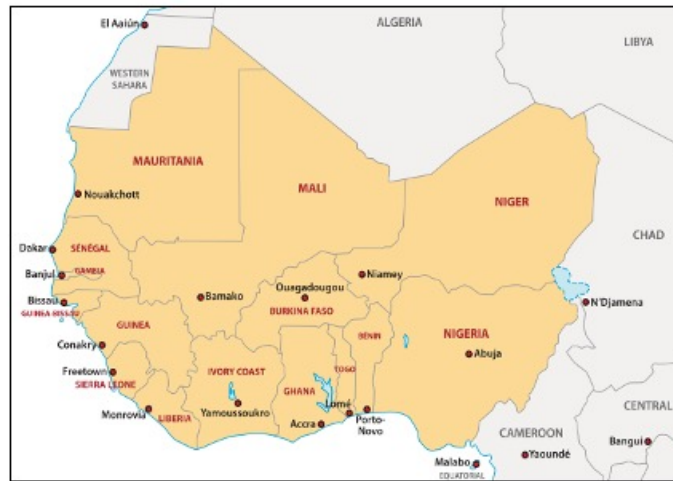 El Aaiún
ALGERIA
LIBYA
WESTERN
SAHARA
MAURITANIA
MALI
NIGER
Nouakchott
CHAD
Dakar
SÉNÉGAL
GAMBIA
Banjul
Niamey
Bissau
GUINEA BISSAU
Bamako
Ouagadougou
BURKINA FASO
N'Djamena
GUINEA
BÉNIN
NIGERIA
Conakry
Abuja
Freetown
SIERRA LEONE
IVORY COAST
TOGO
GHANA
Monrovia
LIBERIA
Yamoussoukro
Lomé
Accra
Porto-
Novo
CENTRAL
CAMEROON
Bangui
Yaoundé
Malabo
EQUATORIAL